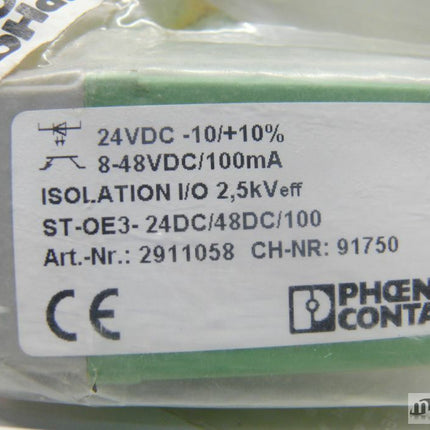 24VDC -10/+10%
8-48VDC/100mA
ISOLATION I/O 2,5kVeff
ST-OE3- 24DC/48DC/100
Art.-Nr.: 2911058 CH-NR: 91750
CE
PHŒN
CONTA